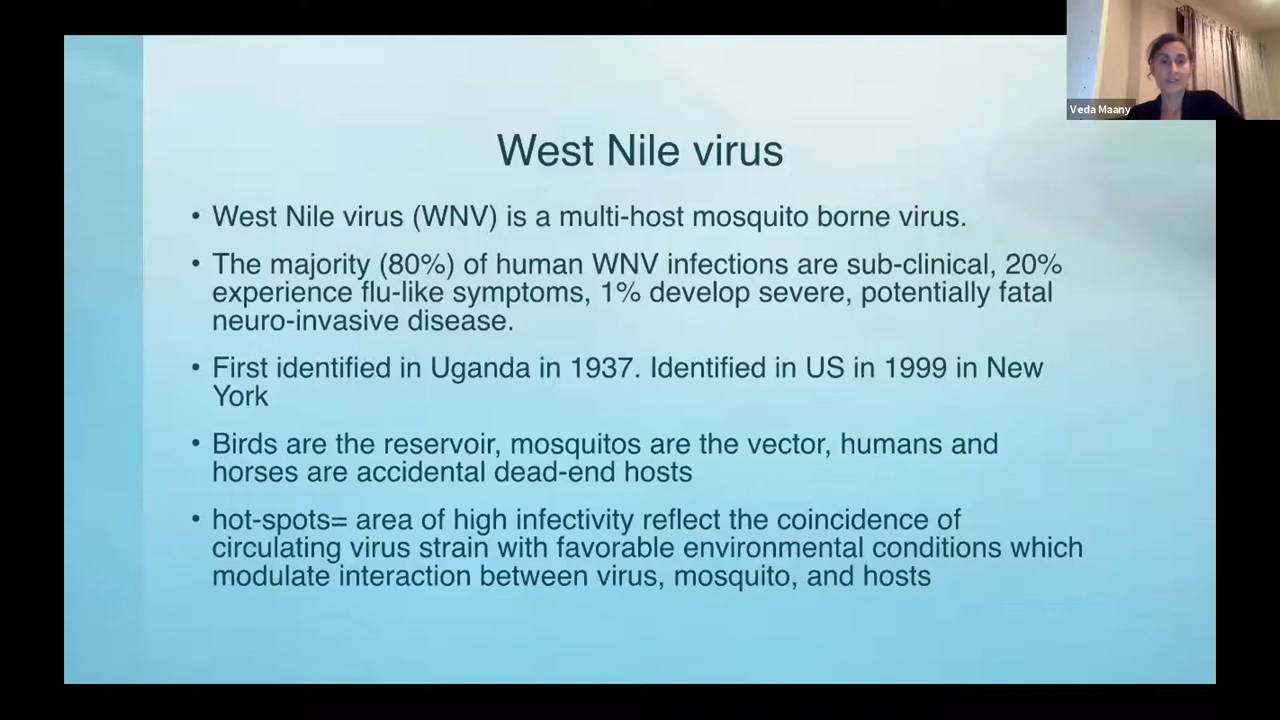 Veda Maany
West Nile virus
• West Nile virus (WNV) is a multi-host mosquito borne virus.
• The majority (80%) of human WNV infections are sub-clinical, 20%
experience flu-like symptoms, 1% develop severe, potentially fatal
neuro-invasive disease.
• First identified in Uganda in 1937. Identified in US in 1999 in New
York
• Birds are the reservoir, mosquitos are the vector, humans and
horses are accidental dead-end hosts
• hot-spots= area of high infectivity reflect the coincidence of
circulating virus strain with favorable environmental conditions which
modulate interaction between virus, mosquito, and hosts